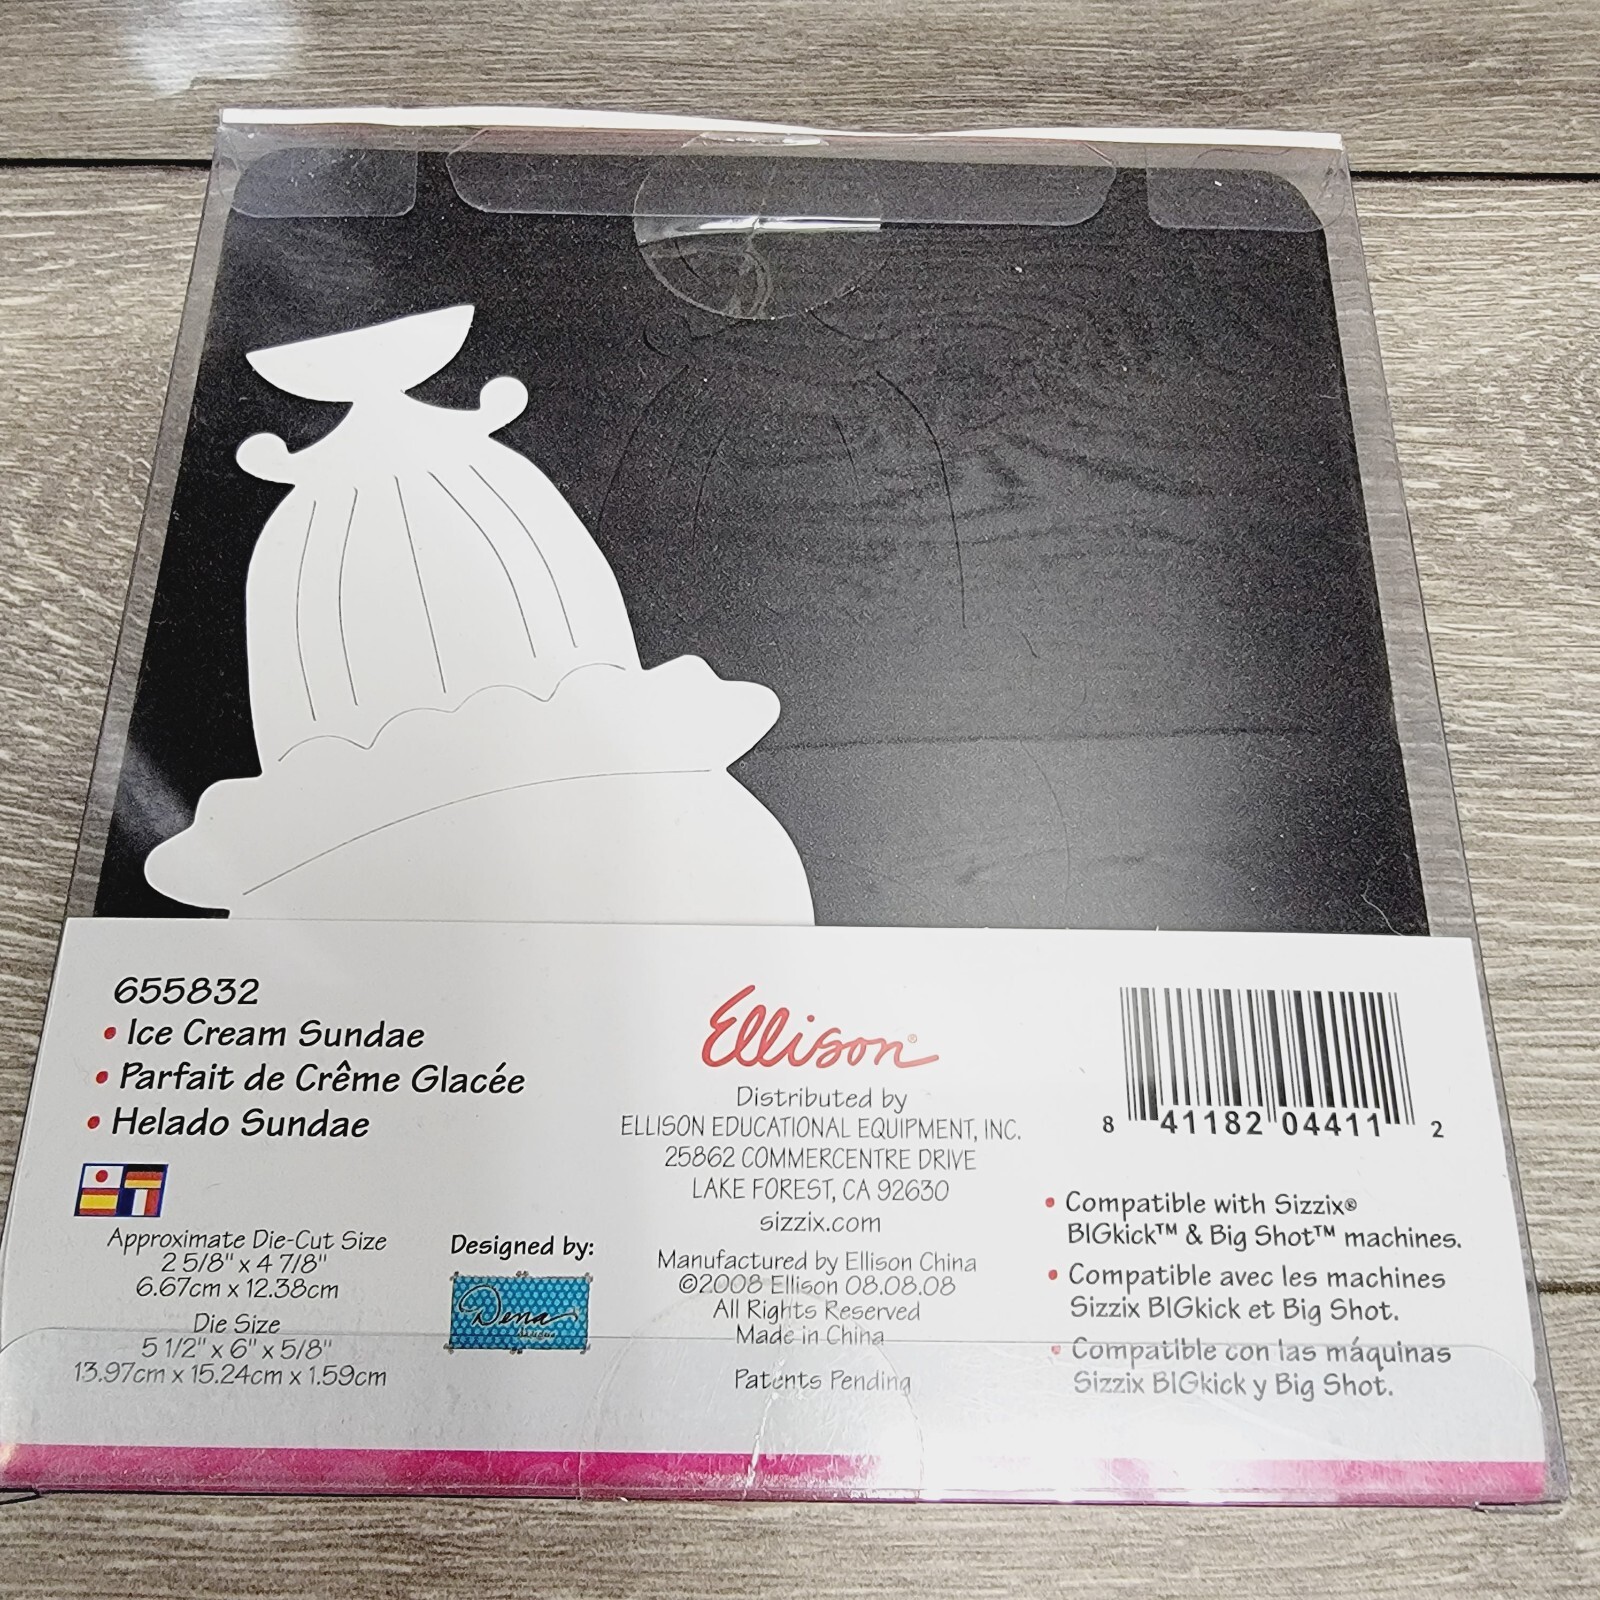 655832
• Ice Cream Sundae
• Parfait de Crême Glacée
• Helado Sundae
Approximate Die-Cut Size
2 5/8" x 4 7/8"
6.67cm x 12.38cm
Die Size
5 1/2" x 6" x 5/8"
13.97cm x 15.24cm x 1.59cm
Designed by:
Dena
Ellison®
Distributed by
ELLISON EDUCATIONAL EQUIPMENT, INC.
25862 COMMERCENTRE DRIVE
LAKE FOREST, CA 92630
sizzix.com
Manufactured by Ellison China
©2008 Ellison 08.08.08
All Rights Reserved
Made in China
Patents Pending
8 41182 04411 2
• Compatible with Sizzix®
BIGkick™ & Big Shot™ machines.
• Compatible avec les machines
Sizzix BIGkick et Big Shot.
• Compatible con las máquinas
Sizzix BIGkick y Big Shot.